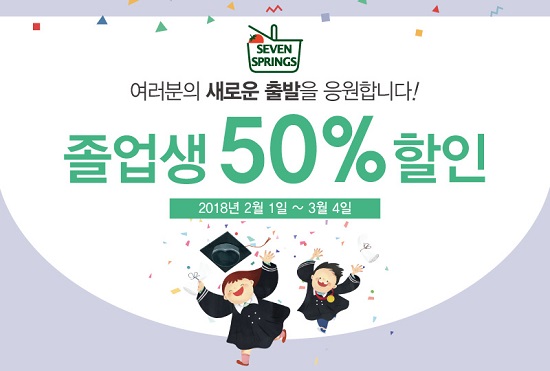 SEVEN
SPRINGS
여러분의 새로운 출발을 응원합니다!
졸업생 50% 할인
2018년 2월 1일 ~ 3월 4일